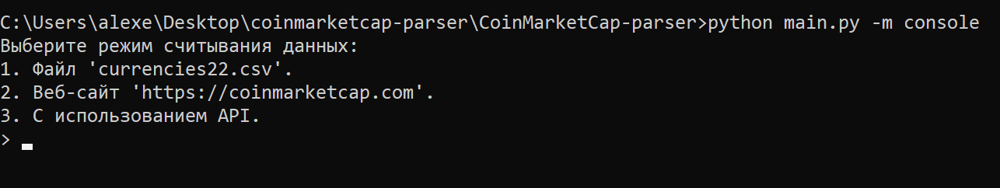 C:\Users\alexe\Desktop\coinmarketcap-parser\CoinMarketCap-parser>python main.py -m console
Выберите режим считывания данных:
1. Файл 'currencies22.csv'.
2. Веб-сайт 'https://coinmarketcap.com'.
3. С использованием API.
>